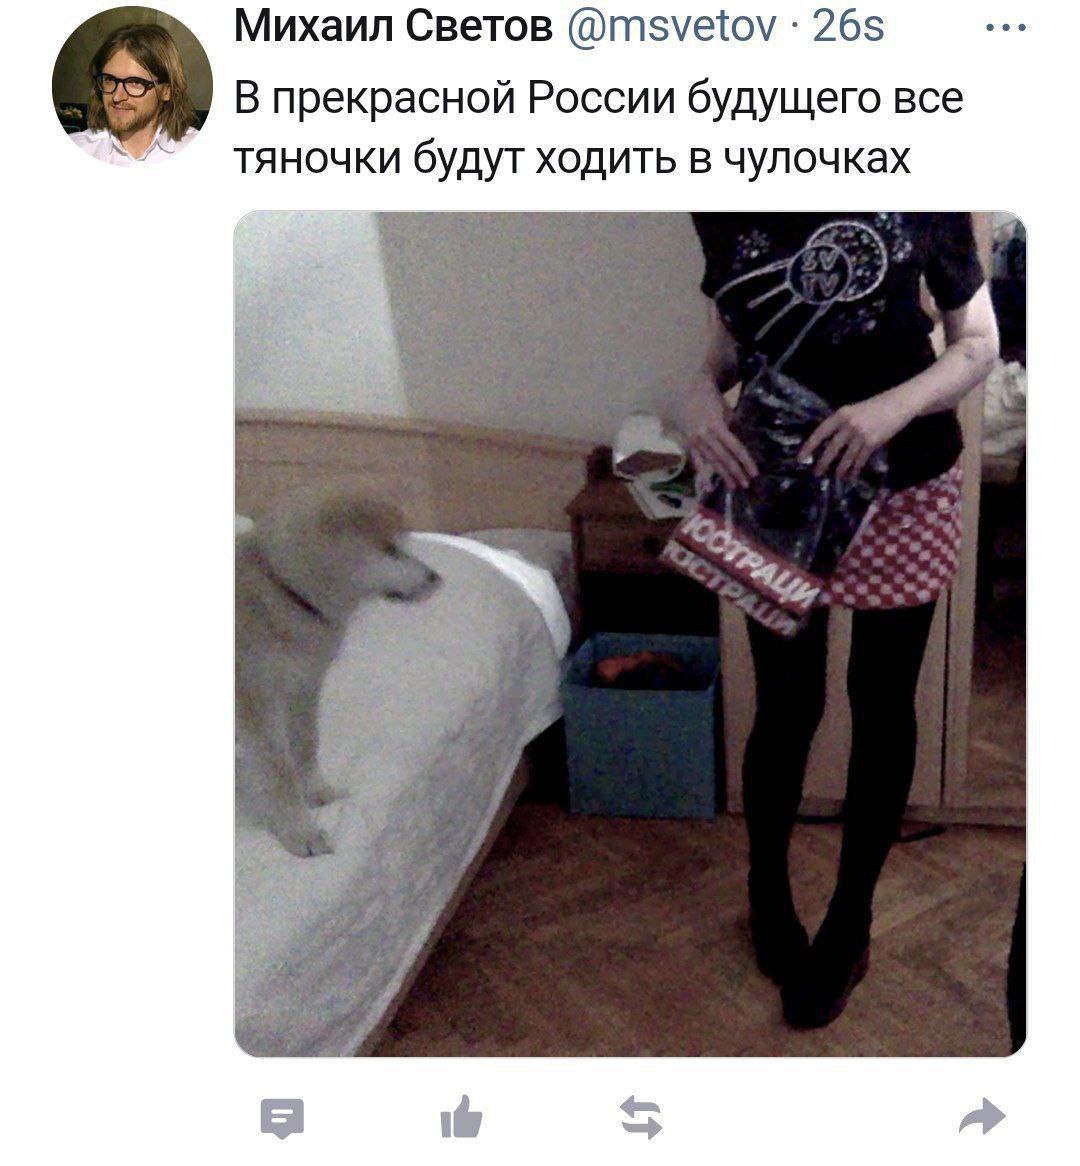 Михаил Светов @msvetov · 26s
В прекрасной России будущего все
тяночки будут ходить в чулочках
SV
TV
ЮСТРАЦИ
ЮСТРАЦИ